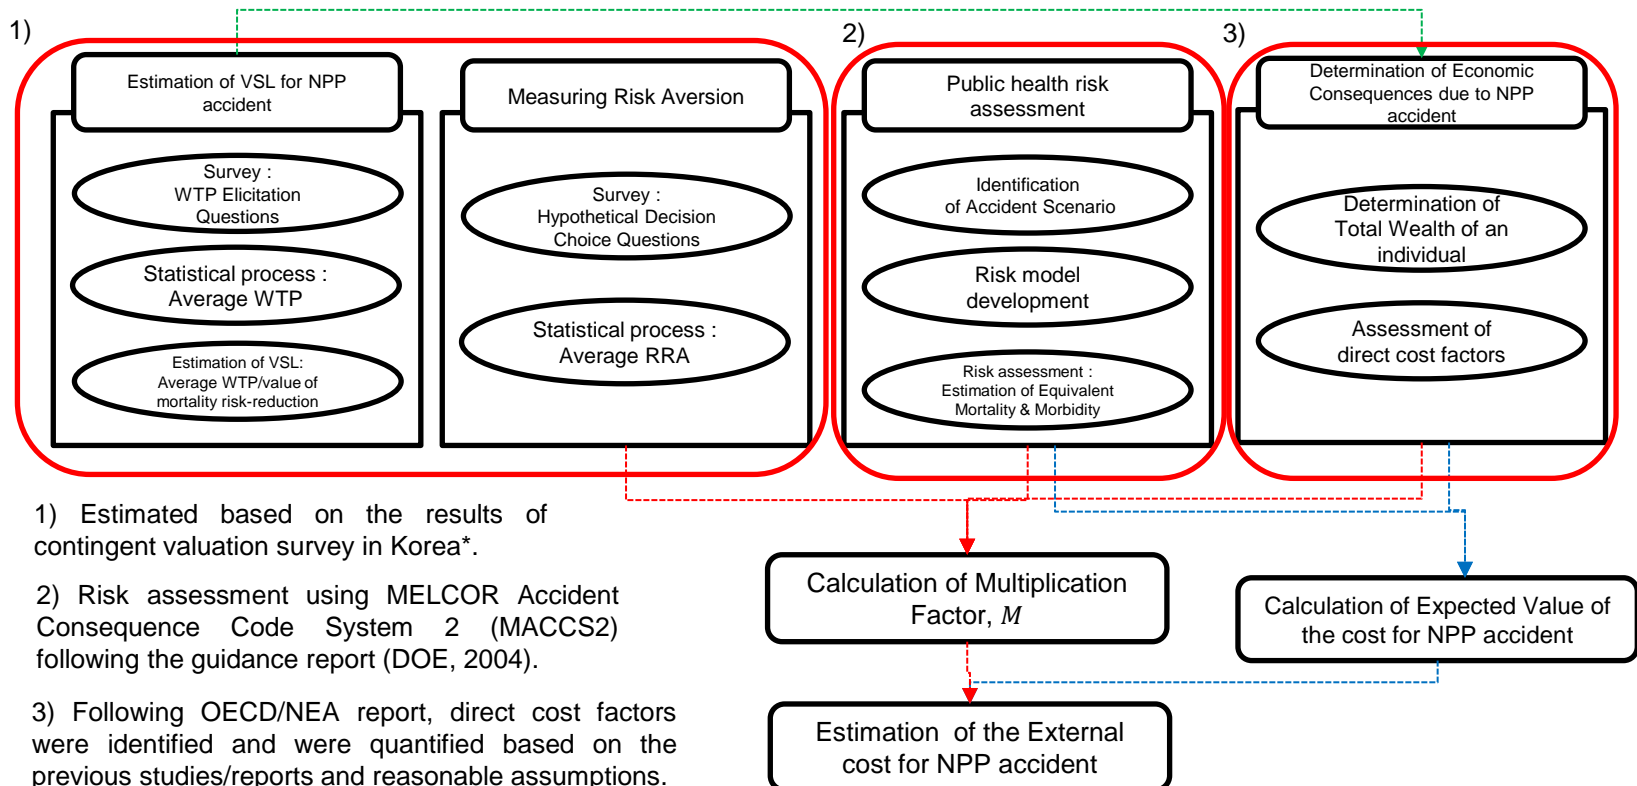 1)
Estimation of VSL for NPP
accident
Survey :
WTP Elicitation
Questions
Statistical process :
Average WTP
Estimation of VSL:
Average WTP/value of
mortality risk-reduction
Measuring Risk Aversion
Survey :
Hypothetical Decision
Choice Questions
Statistical process :
Average RRA
2)
Public health risk
assessment
Identification
of Accident Scenario
Risk model
development
Risk assessment :
Estimation of Equivalent
Mortality & Morbidity
3)
Determination of Economic
Consequences due to NPP
accident
Determination of
Total Wealth of an
individual
Assessment of
direct cost factors
1) Estimated based on the results of
contingent valuation survey in Korea*.
2) Risk assessment using MELCOR Accident
Consequence Code System 2 (MACCS2)
following the guidance report (DOE, 2004).
3) Following OECD/NEA report, direct cost factors
were identified and were quantified based on the
previous studies/reports and reasonable assumptions.
Calculation of Multiplication
Factor, M
Calculation of Expected Value of
the cost for NPP accident
Estimation of the External
cost for NPP accident